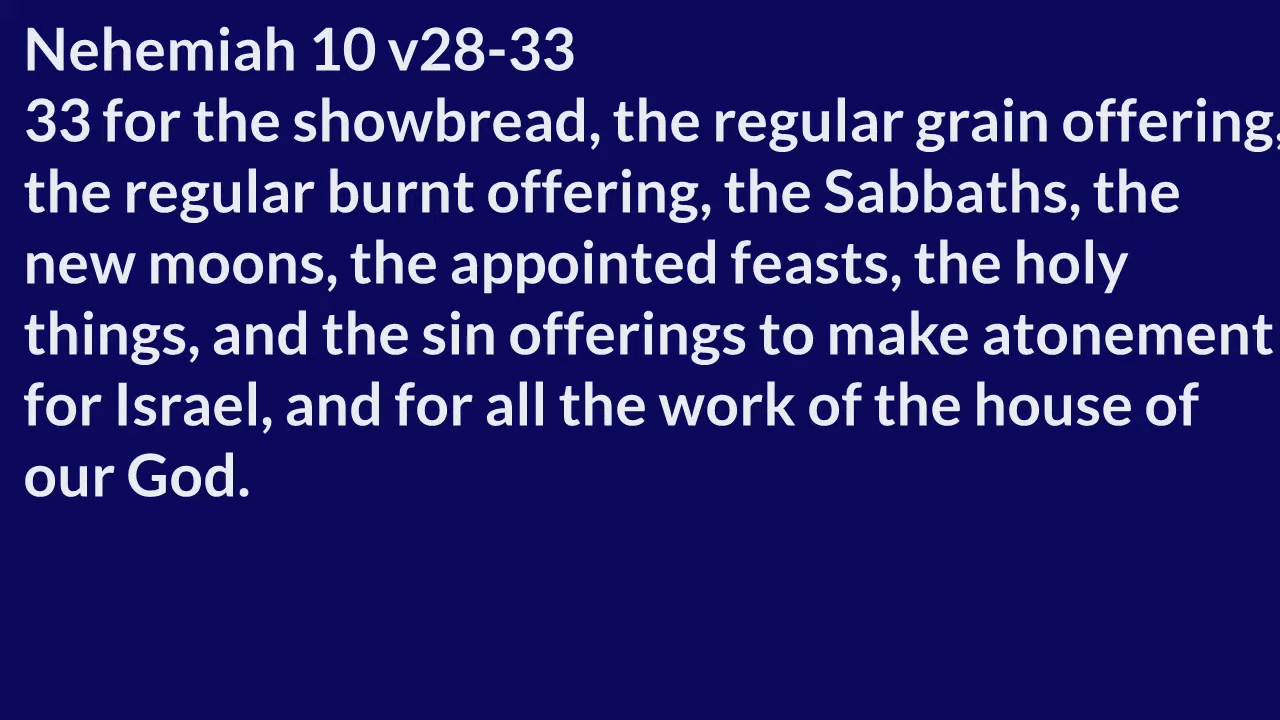 Nehemiah 10 v28-33
33 for the showbread, the regular grain offering,
the regular burnt offering, the Sabbaths, the
new moons, the appointed feasts, the holy
things, and the sin offerings to make atonement
for Israel, and for all the work of the house of
our God.